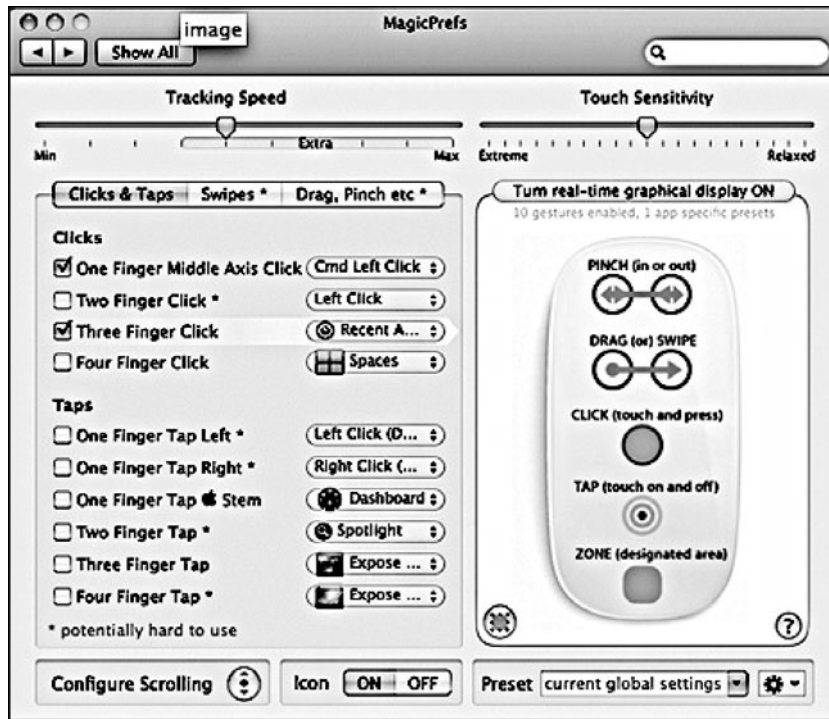 MagicPrefs
image
Show All
Tracking Speed
Touch Sensitivity
Min
Extra
Max
Extreme
Relaxed
Clicks & Taps
Swipes *
Drag, Pinch etc *
Turn real-time graphical display ON
10 gestures enabled, 1 app specific presets
Clicks
One Finger Middle Axis Click Cmd Left Click
Two Finger Click * Left Click
Three Finger Click Recent A...
Four Finger Click Spaces
Taps
One Finger Tap Left * Left Click (D...
One Finger Tap Right * Right Click (...
One Finger Tap Stem Dashboard
Two Finger Tap * Spotlight
Three Finger Tap Expose ...
Four Finger Tap * Expose ...
* potentially hard to use
PINCH (in or out)
DRAG (or) SWIPE
CLICK (touch and press)
TAP (touch on and off)
ZONE (designated area)
?
Configure Scrolling
Icon ON OFF
Preset current global settings